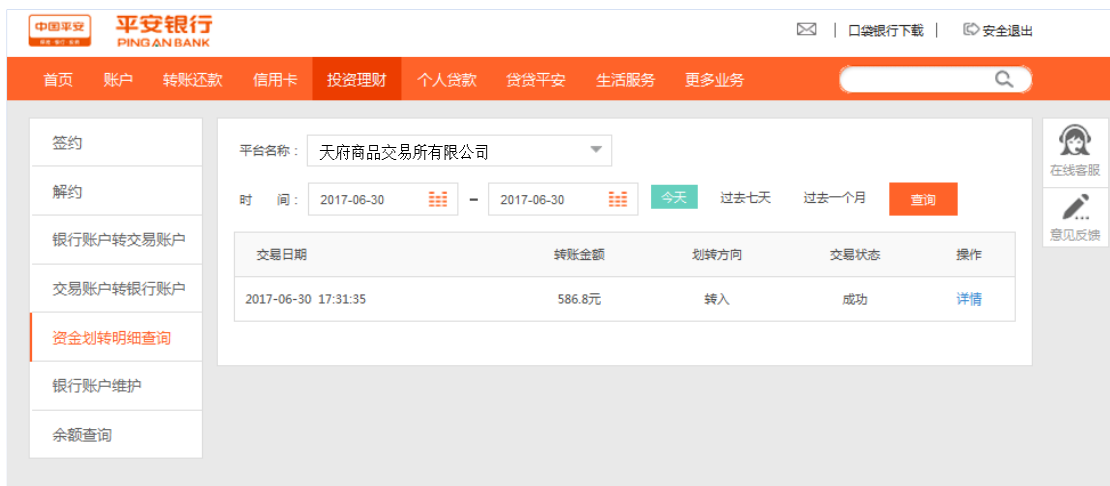 中国平安 平安银行 口袋银行下载 | 安全退出
PING AN BANK
首页 账户 转账还款 信用卡 投资理财 个人贷款 贷贷平安 生活服务 更多业务
签约
解约
银行账户转交易账户
交易账户转银行账户
资金划转明细查询
银行账户维护
余额查询
平台名称： 天府商品交易所有限公司
时 间： 2017-06-30 - 2017-06-30 今天 过去七天 过去一个月 查询
交易日期 转账金额 划转方向 交易状态 操作
2017-06-30 17:31:35 586.8元 转入 成功 详情
在线客服
意见反馈